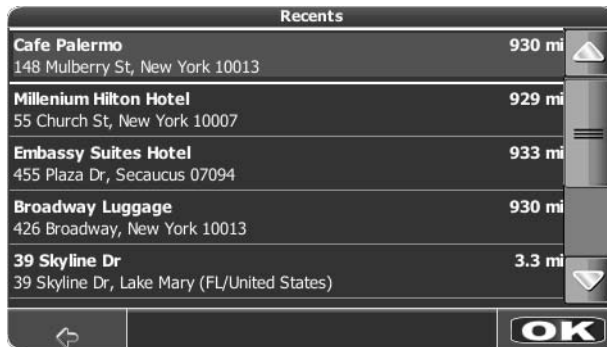 Recents
Cafe Palermo 930 mi
148 Mulberry St, New York 10013
Millenium Hilton Hotel 929 mi
55 Church St, New York 10007
Embassy Suites Hotel 933 mi
455 Plaza Dr, Secaucus 07094
Broadway Luggage 930 mi
426 Broadway, New York 10013
39 Skyline Dr 3.3 mi
39 Skyline Dr, Lake Mary (FL/United States)
OK